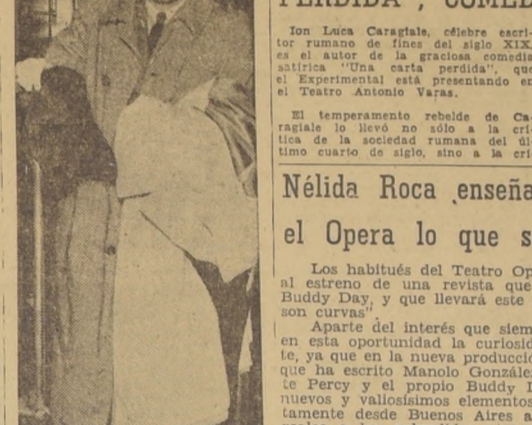 PERDIDA", COMED
Ion Luca Caragiale, célebre escri-
tor rumano de fines del siglo XIX,
es el autor de la graciosa comedia
satírica "Una carta perdida", que
el Experimental está presentando en
el Teatro Antonio Varas.
El temperamento rebelde de Ca-
ragiale lo llevó no sólo a la crí-
tica de la sociedad rumana del úl-
timo cuarto de siglo, sino a la crí
Nélida Roca enseña
el Opera lo que s
Los habitués del Teatro Op
al estreno de una revista que
Buddy Day, y que llevará este
son curvas".
Aparte del interés que siem
en esta oportunidad la curiosid
te, ya que en la nueva producció
que ha escrito Manolo Gonzále
te Percy y el propio Buddy D
nuevos y valiosísimos elementos
tamente desde Buenos Aires a